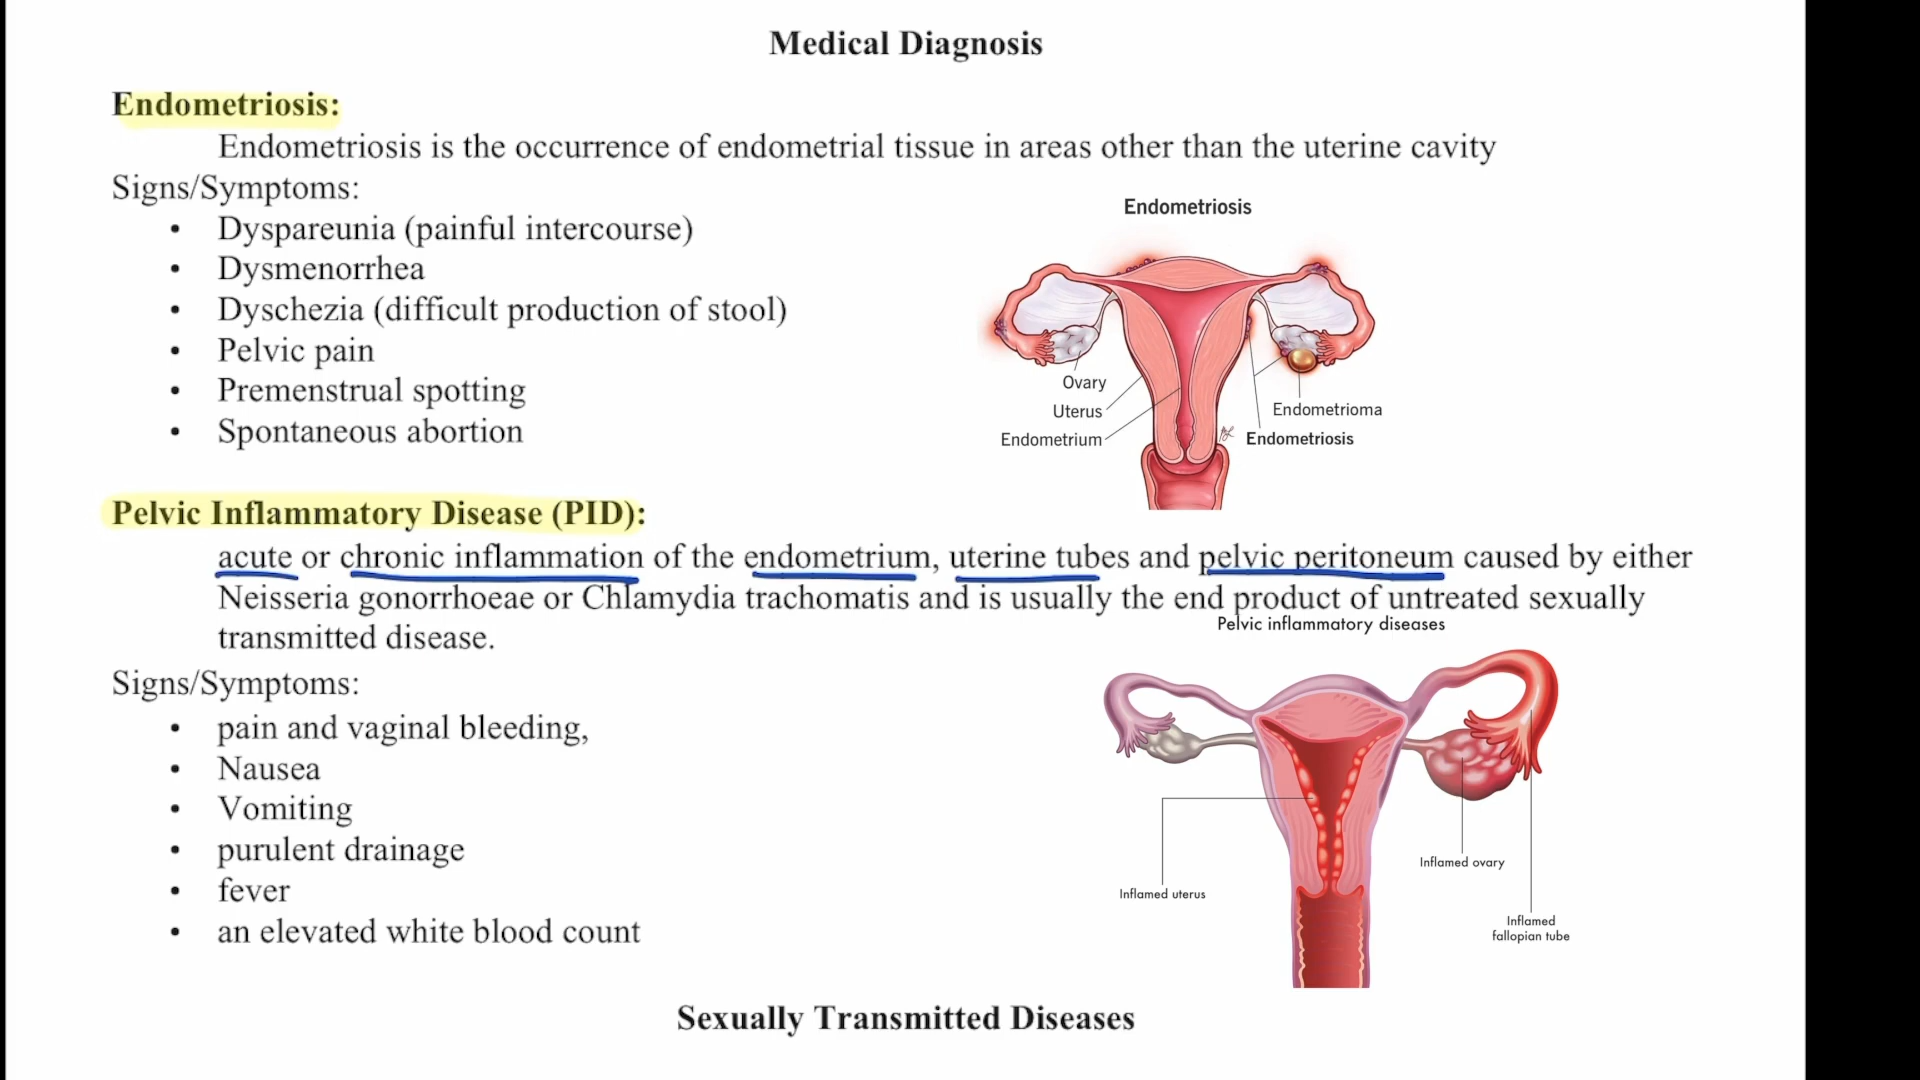 Medical Diagnosis
Endometriosis:
Endometriosis is the occurrence of endometrial tissue in areas other than the uterine cavity
Signs/Symptoms:
• Dyspareunia (painful intercourse)
• Dysmenorrhea
• Dyschezia (difficult production of stool)
• Pelvic pain
• Premenstrual spotting
• Spontaneous abortion
Endometriosis
Ovary
Uterus
Endometrium
Endometrioma
Endometriosis
Pelvic Inflammatory Disease (PID):
acute or chronic inflammation of the endometrium, uterine tubes and pelvic peritoneum caused by either
Neisseria gonorrhoeae or Chlamydia trachomatis and is usually the end product of untreated sexually
transmitted disease.
Signs/Symptoms:
• pain and vaginal bleeding,
• Nausea
• Vomiting
• purulent drainage
• fever
• an elevated white blood count
Pelvic inflammatory diseases
Inflamed uterus
Inflamed ovary
Inflamed
fallopian tube
Sexually Transmitted Diseases